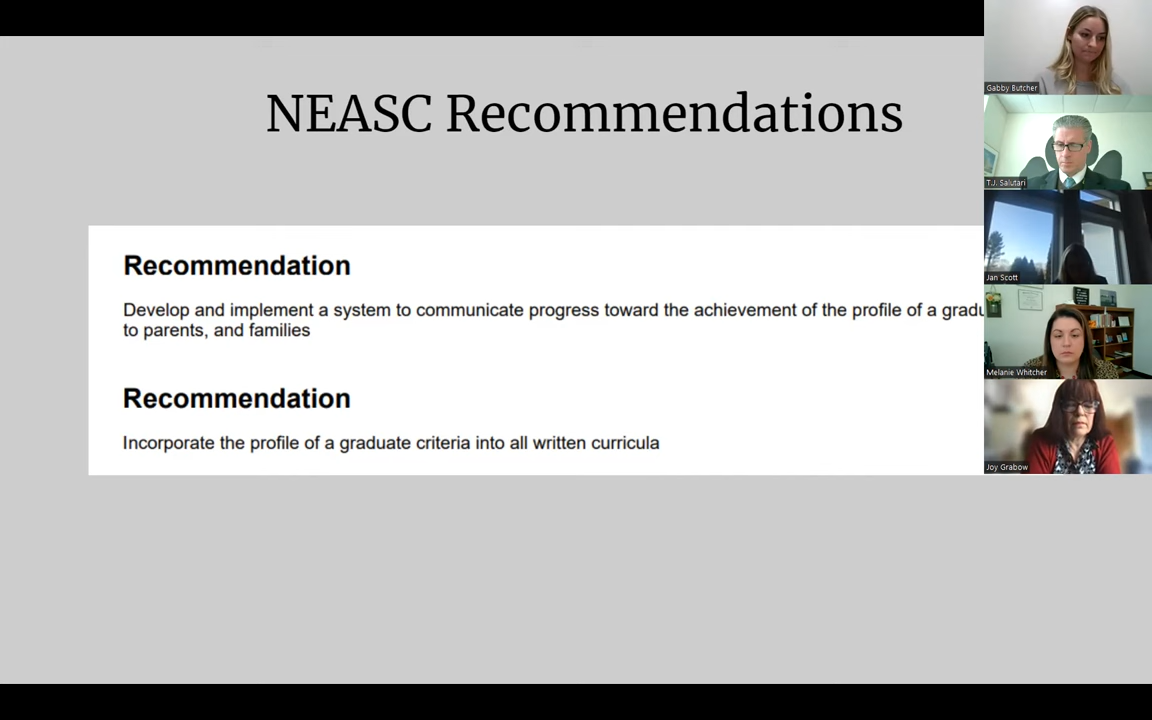 NEASC Recommendations
Recommendation
Develop and implement a system to communicate progress toward the achievement of the profile of a
to parents, and families
Recommendation
Incorporate the profile of a graduate criteria into all written curricula
Gabby Butcher
T.J. Salutari
Jan Scott
Melanie Whitcher
Joy Grabow